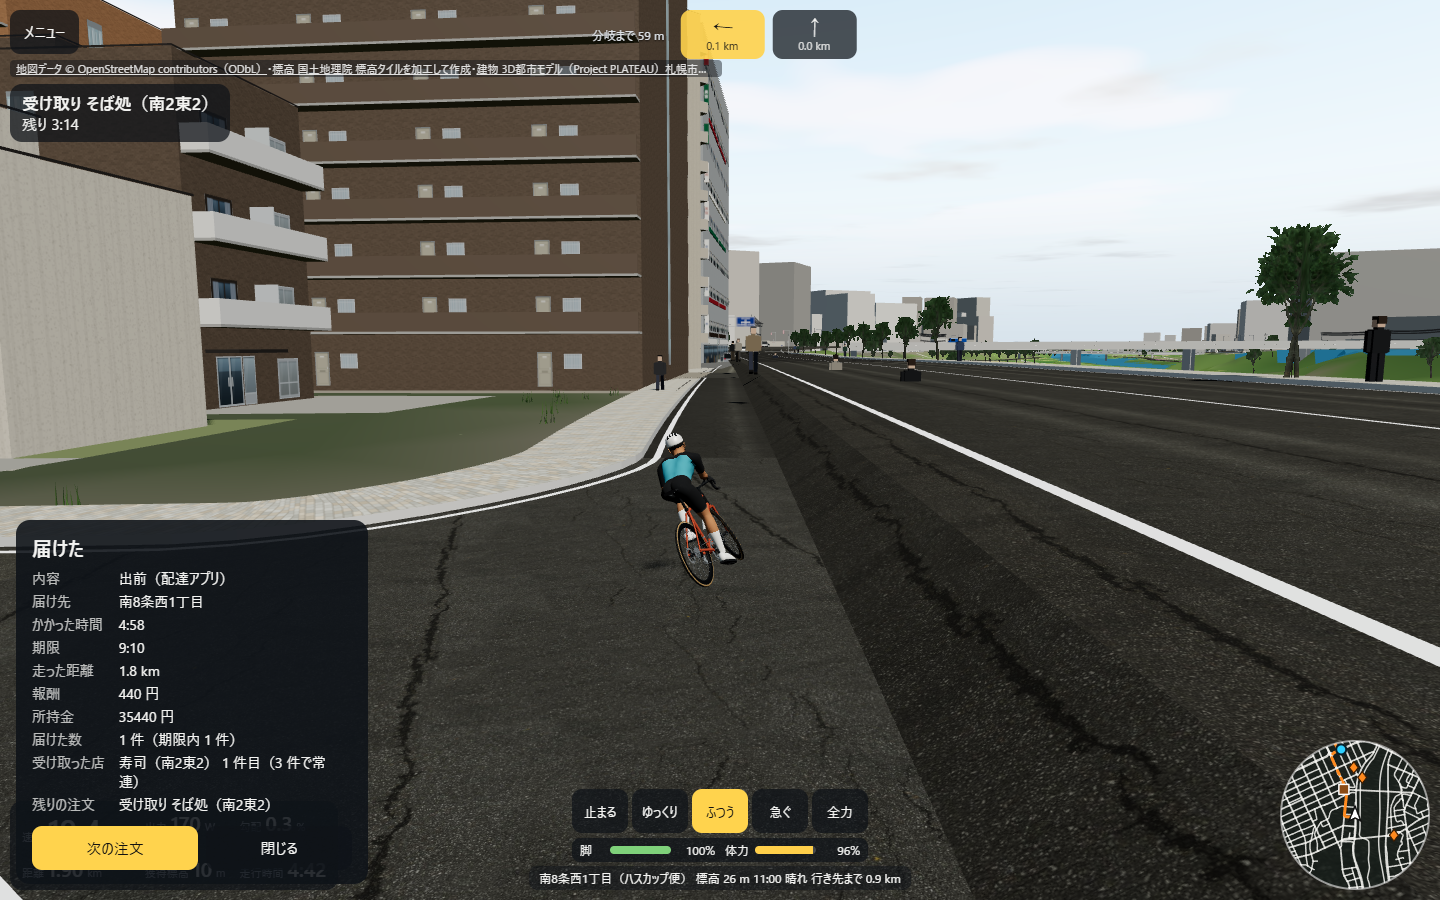 メニュー
分岐まで 59 m
←
0.1 km
↑
0.0 km
地図データ © OpenStreetMap contributors（ODbL）・標高 国土地理院 標高タイルを加工して作成・建物 3D都市モデル（Project PLATEAU）札幌市...
受け取り そば処（南2東2）
残り 3:14
届けた
内容 出前（配達アプリ）
届け先 南8条西1丁目
かかった時間 4:58
期限 9:10
走った距離 1.8 km
報酬 440 円
所持金 35440 円
届けた数 1 件（期限内 1 件）
受け取った店 寿司（南2東2） 1 件目（3 件で常
連）
残りの注文 受け取り そば処（南2東2）
次の注文 閉じる
止まる ゆっくり ふつう 急ぐ 全力
脚 100% 体力 96%
南8条西1丁目（ハスカップ便） 標高 26 m 11:00 晴れ 行き先まで 0.9 km